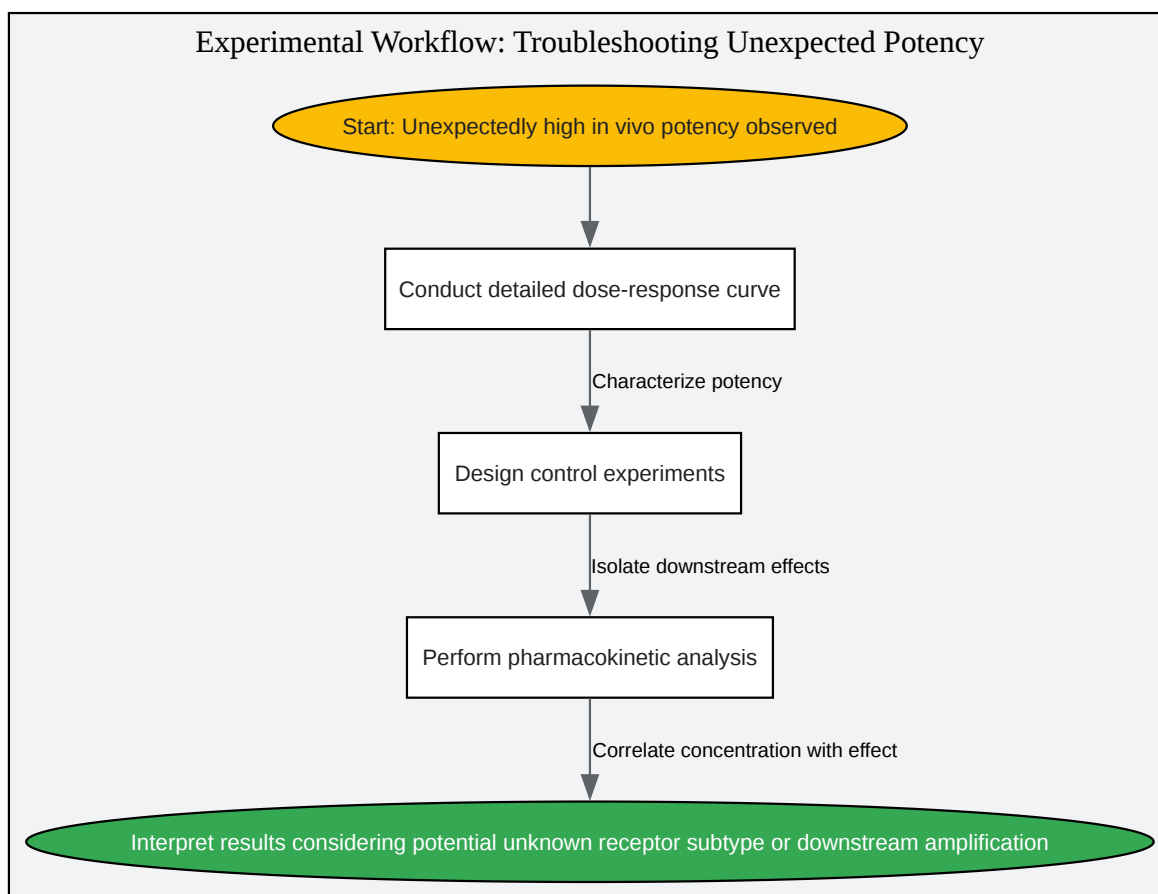 Experimental Workflow: Troubleshooting Unexpected Potency
Start: Unexpectedly high in vivo potency observed
Conduct detailed dose-response curve
Characterize potency
Design control experiments
Isolate downstream effects
Perform pharmacokinetic analysis
Correlate concentration with effect
Interpret results considering potential unknown receptor subtype or downstream amplification